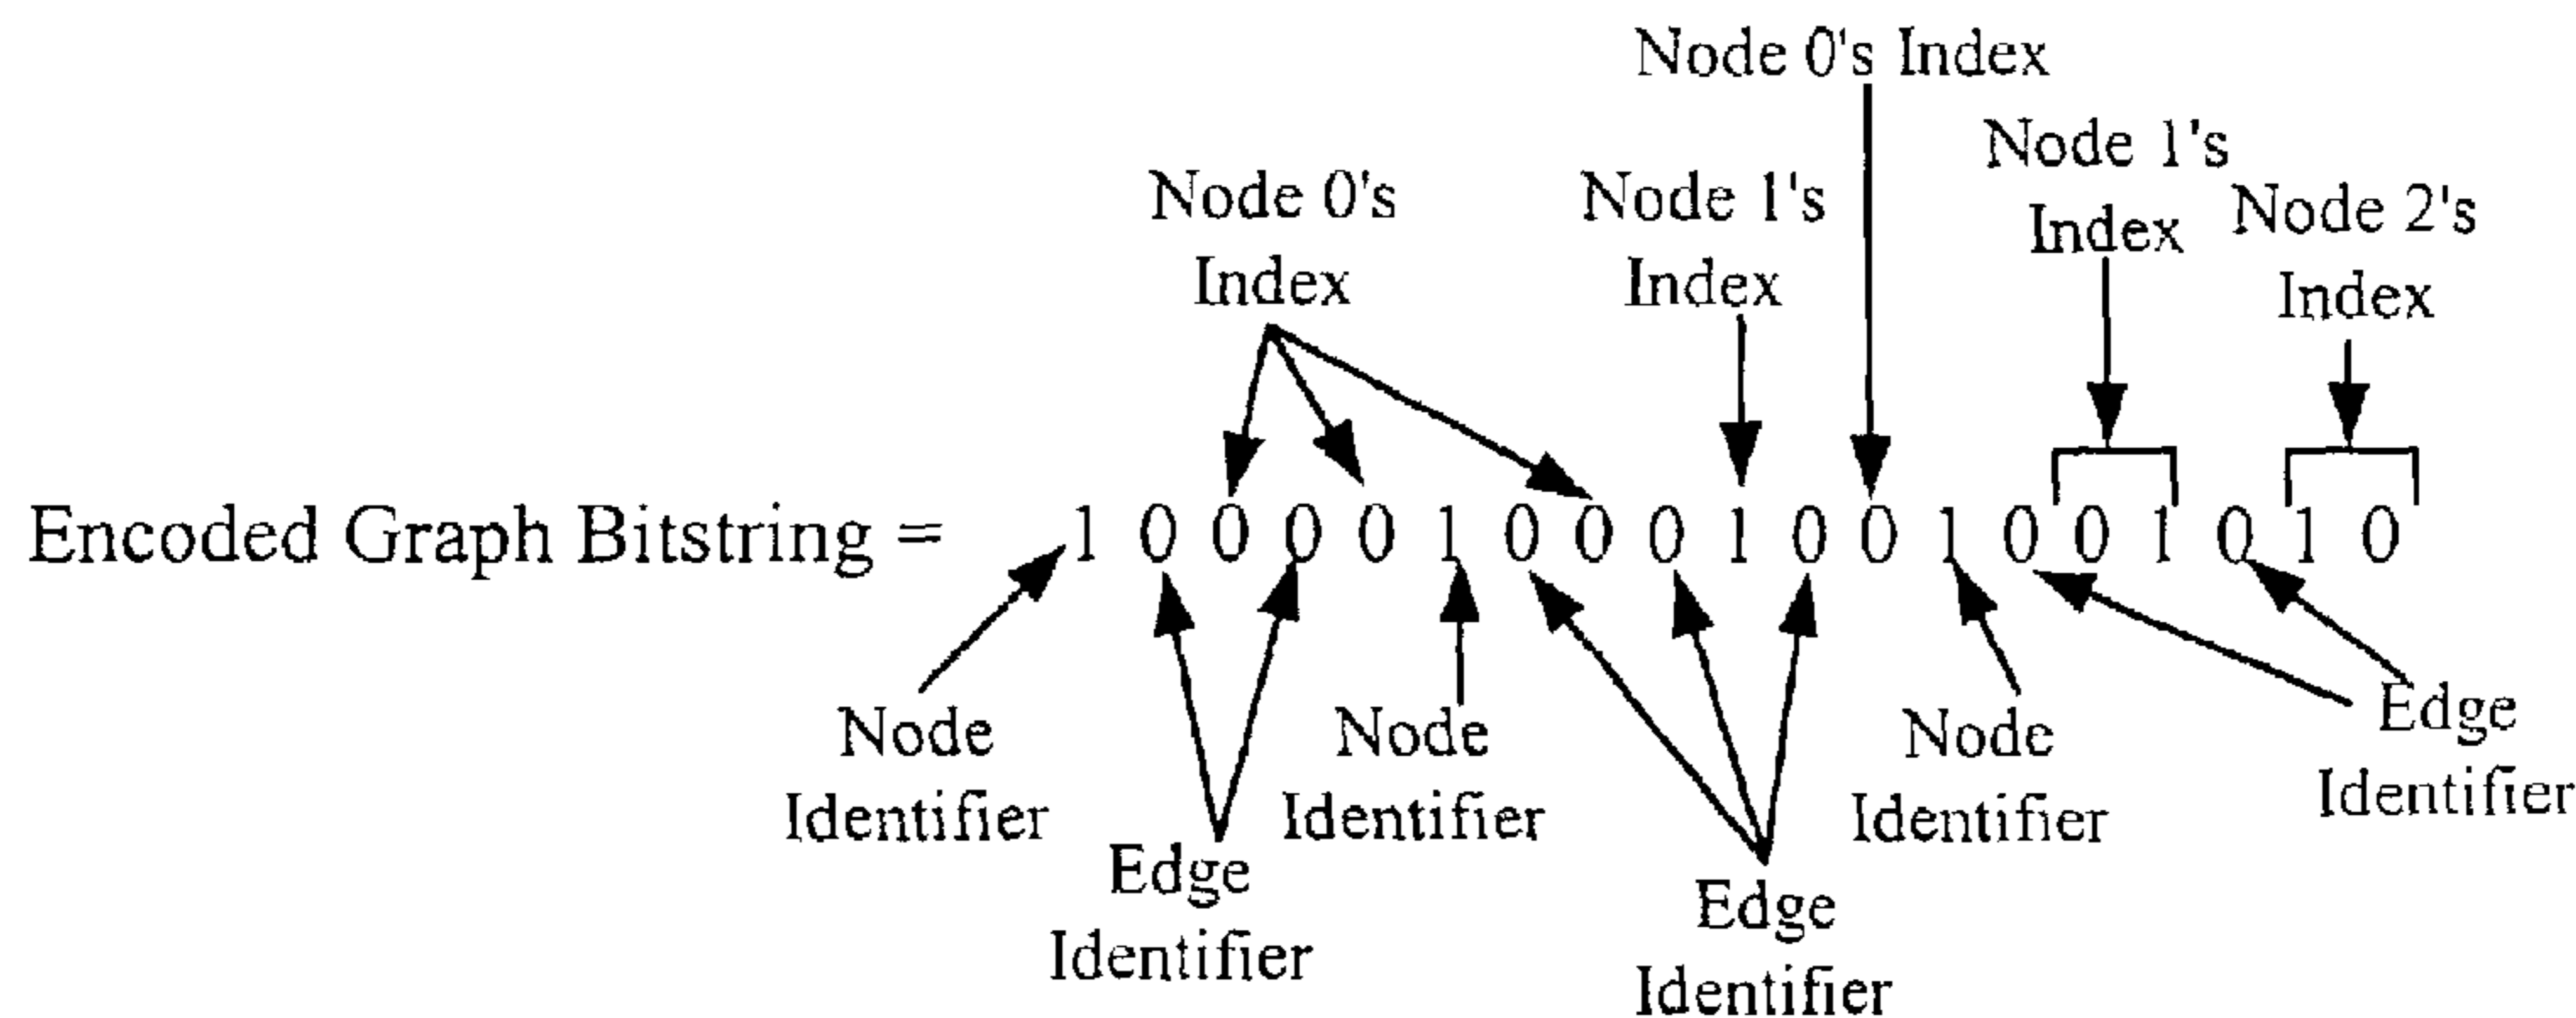 Node 0's Index
Node 1's
Index
Node 0's
Index
Node 1's
Index
Node 2's
Index
Encoded Graph Bitstring = 1 0 0 0 0 1 0 0 0 1 0 0 1 0 0 1 0 1 0
Node
Identifier
Edge
Identifier
Node
Identifier
Edge
Identifier
Node
Identifier
Edge
Identifier